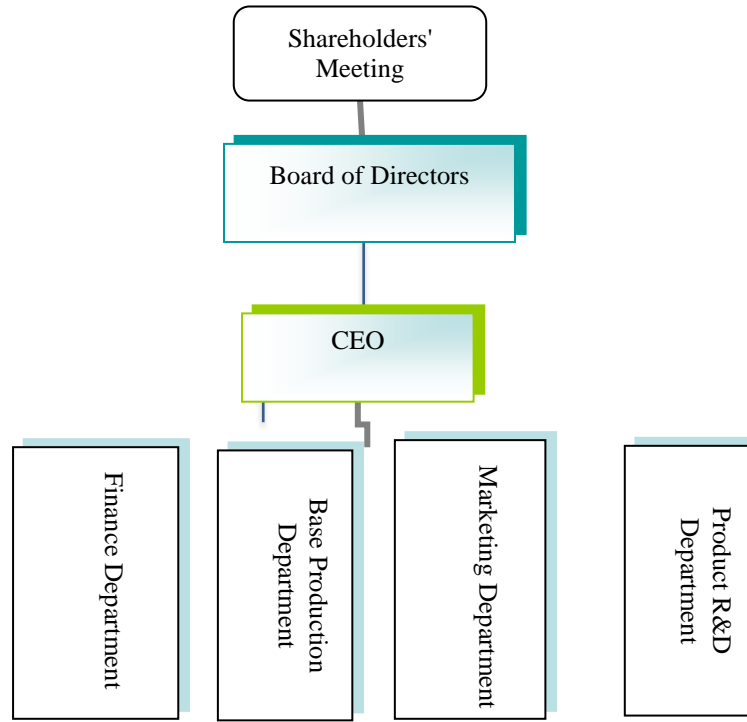 Shareholders'
Meeting
Board of Directors
CEO
Finance Department
Base Production
Department
Marketing Department
Product R&D
Department